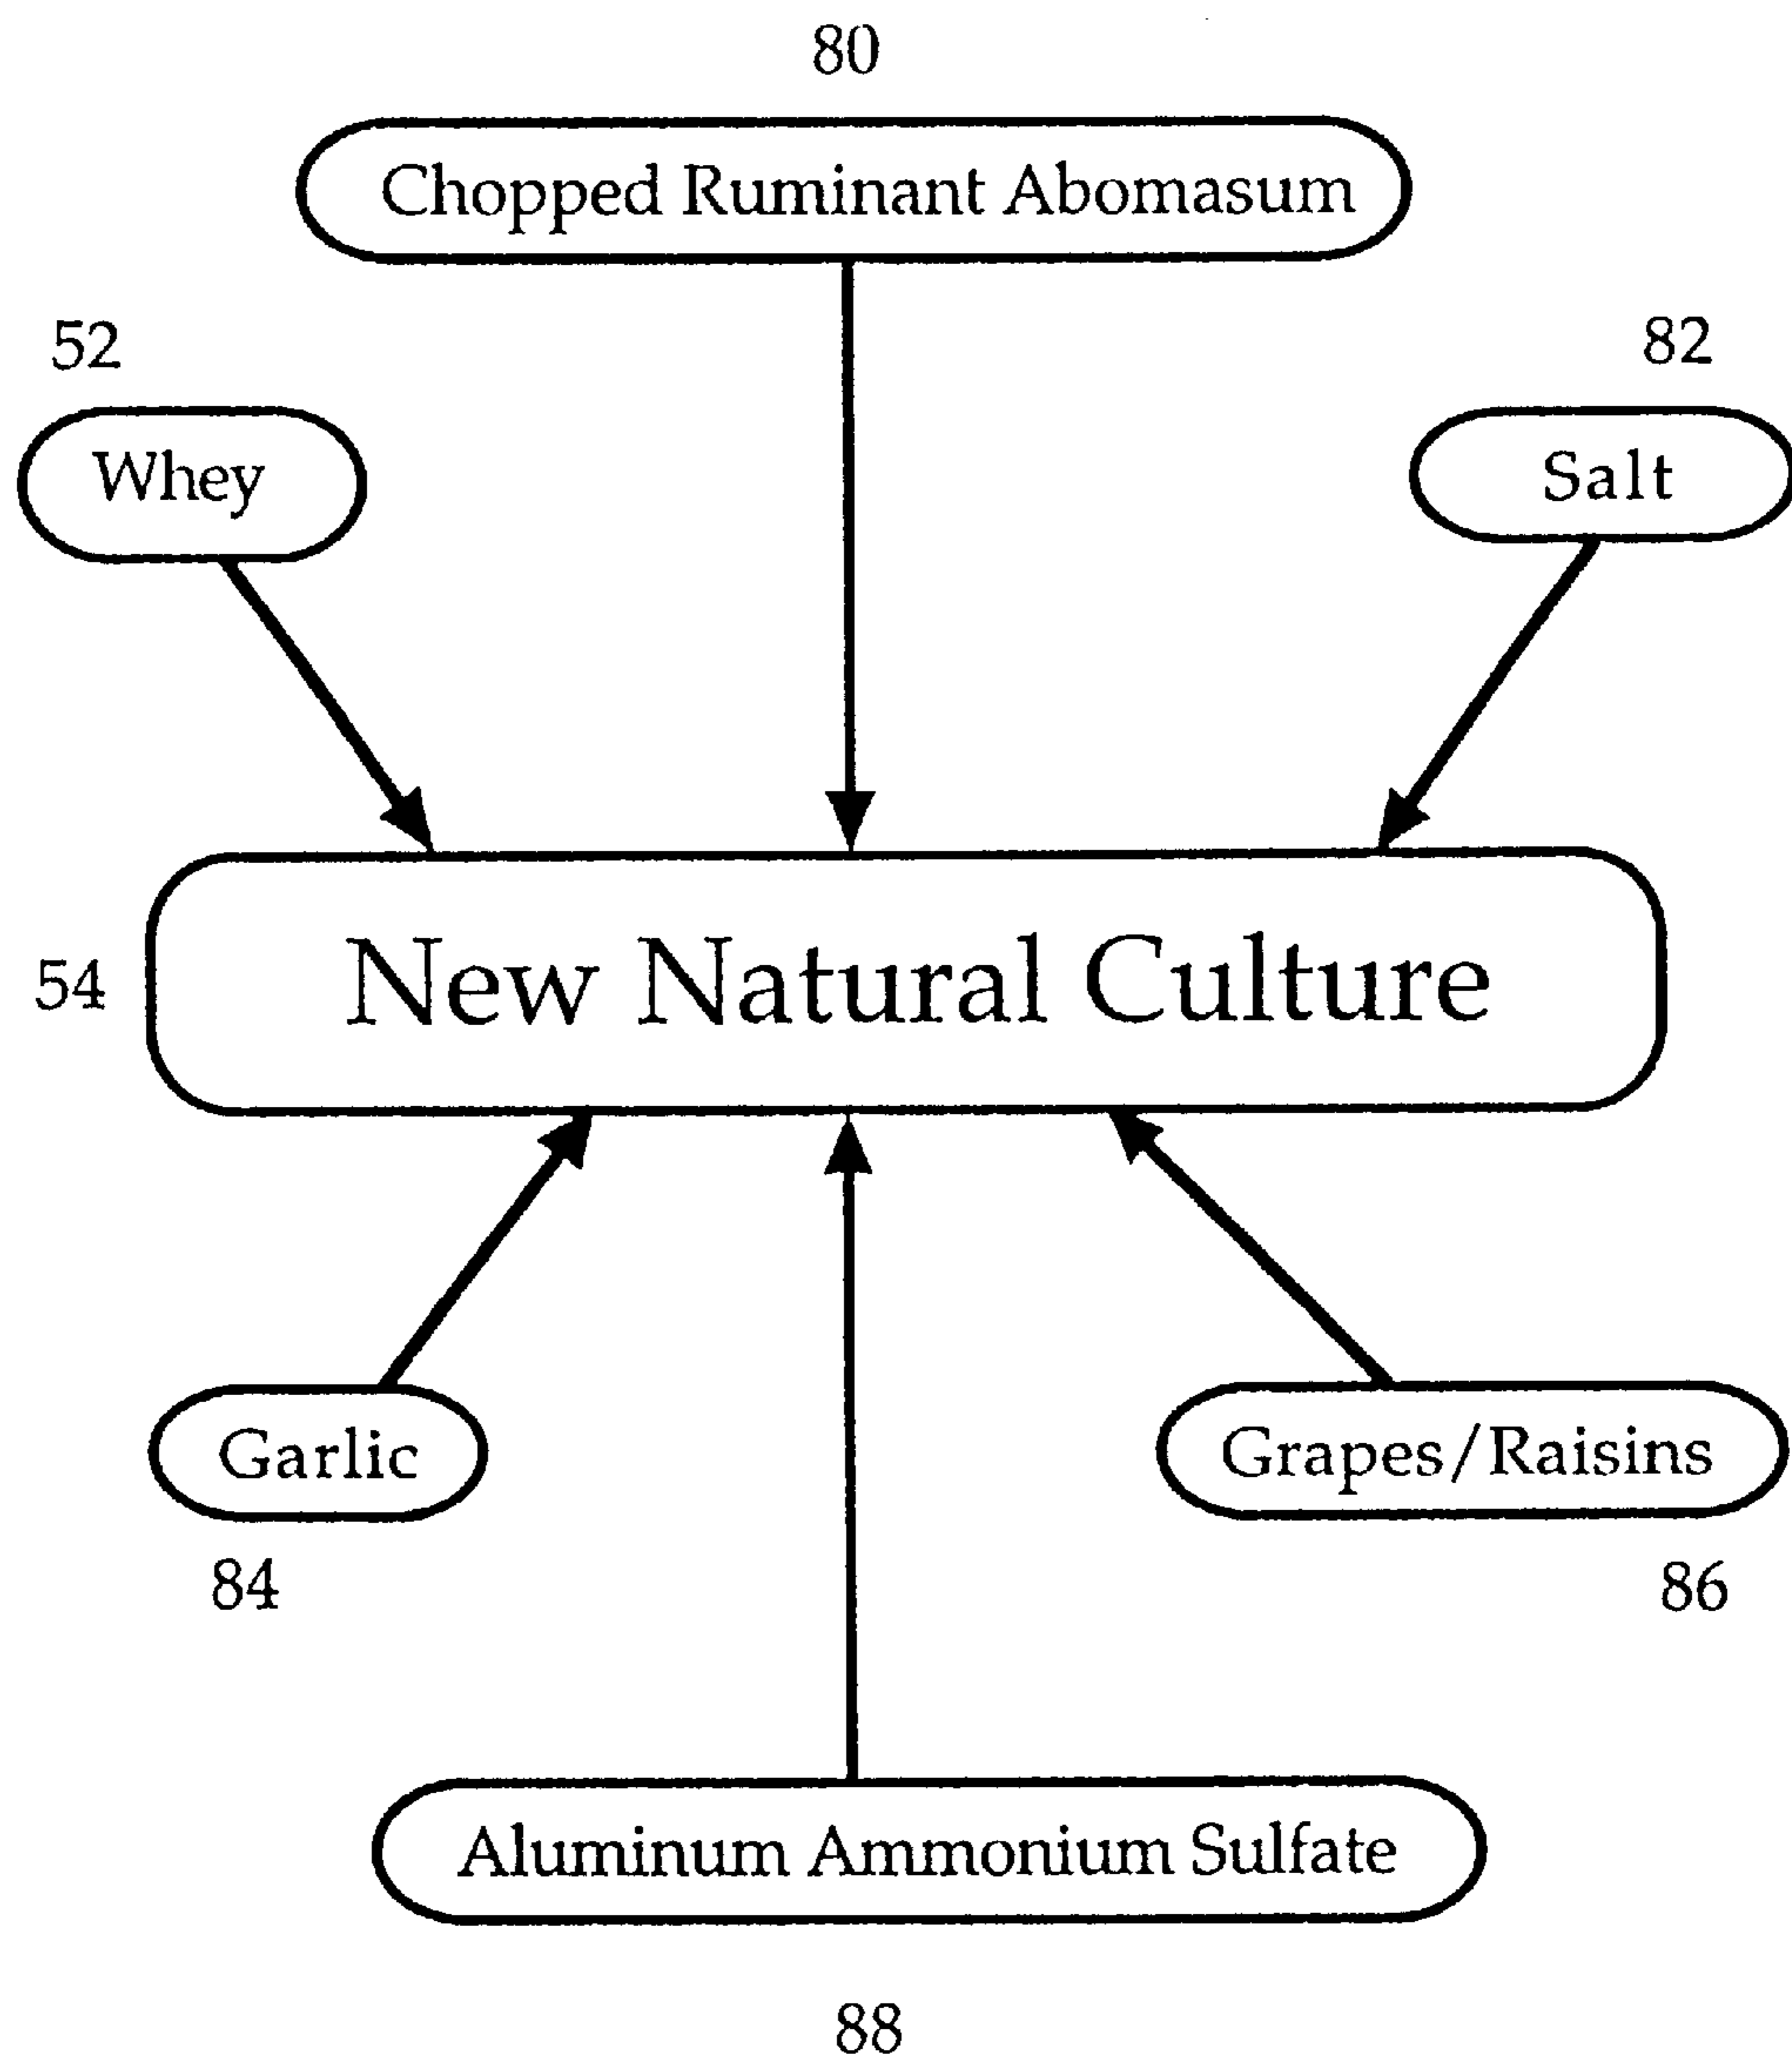 80
Chopped Ruminant Abomasum
52
82
Whey
Salt
54
New Natural Culture
Garlic
Grapes/Raisins
84
86
Aluminum Ammonium Sulfate
88